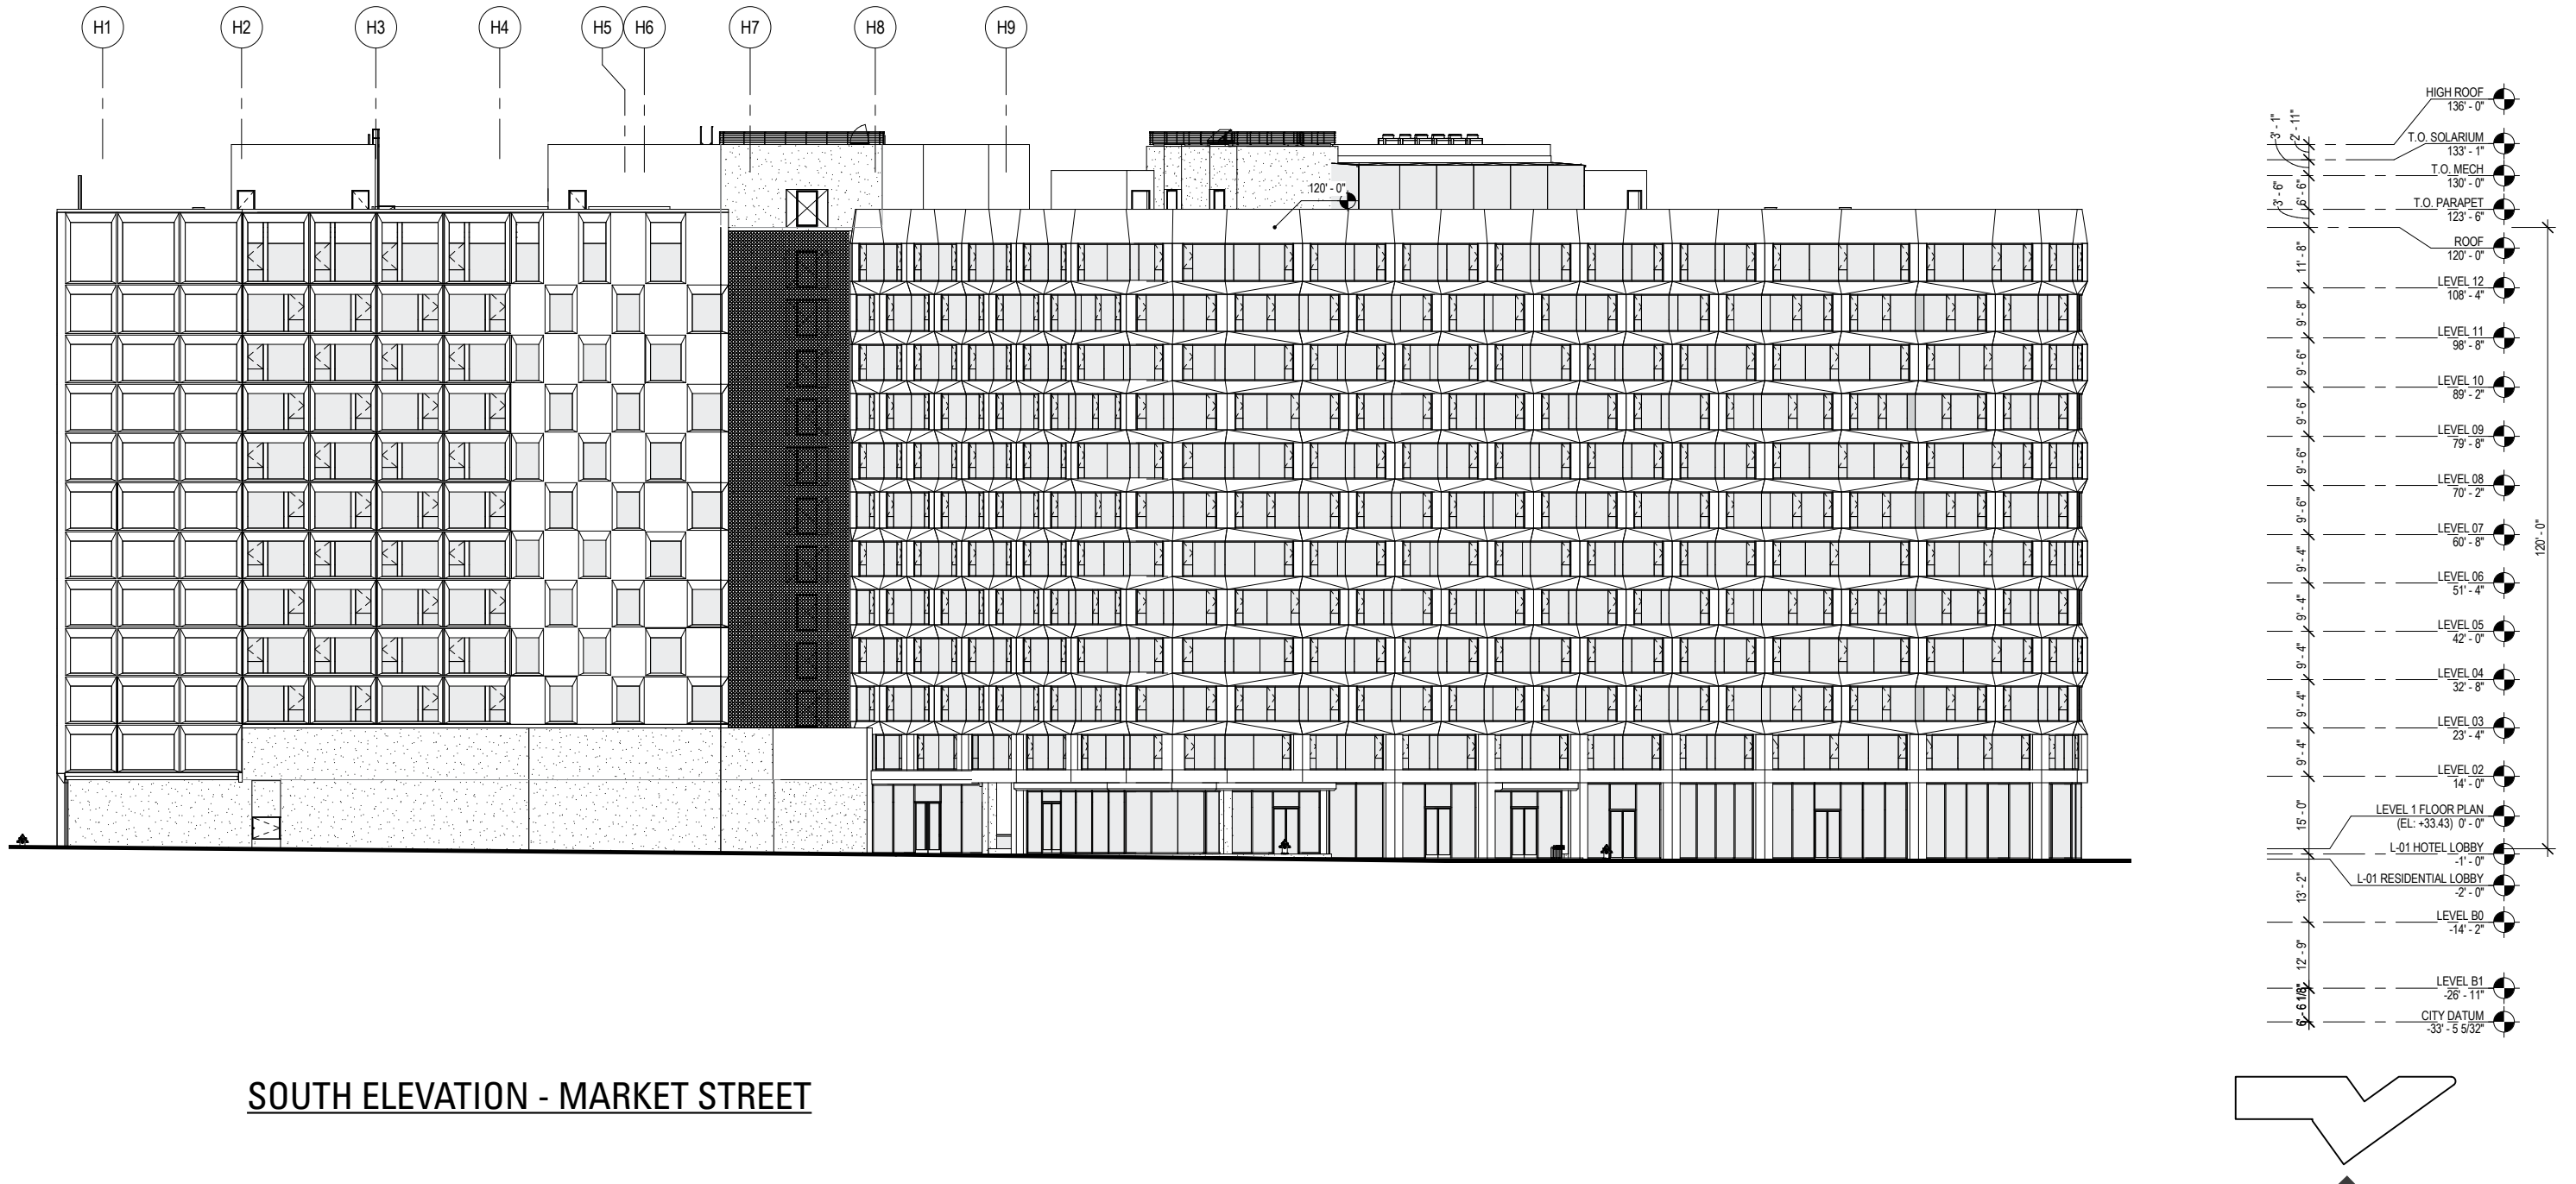 H1
H2
H3
H4
H5
H6
H7
H8
H9
120' - 0"
HIGH ROOF
136' - 0"
T.O. SOLARIUM
133' - 1"
T.O. MECH
130' - 0"
T.O. PARAPET
123' - 6"
ROOF
120' - 0"
LEVEL 12
108' - 4"
LEVEL 11
98' - 8"
LEVEL 10
89' - 2"
LEVEL 09
79' - 8"
LEVEL 08
70' - 2"
LEVEL 07
60' - 8"
LEVEL 06
51' - 4"
LEVEL 05
42' - 0"
LEVEL 04
32' - 8"
LEVEL 03
23' - 4"
LEVEL 02
14' - 0"
LEVEL 1 FLOOR PLAN
(EL: +33.43) 0' - 0"
L-01 HOTEL LOBBY
-1' - 0"
L-01 RESIDENTIAL LOBBY
-2' - 0"
LEVEL B0
-14' - 2"
LEVEL B1
-26' - 11"
CITY DATUM
-33' - 5 5/32"
3' - 1"
2' - 11"
6' - 6"
3' - 6"
11' - 8"
9' - 8"
9' - 6"
9' - 6"
9' - 6"
9' - 6"
9' - 4"
9' - 4"
9' - 4"
9' - 4"
9' - 4"
15' - 0"
13' - 2"
12' - 9"
6' - 6 1/8"
120' - 0"
SOUTH ELEVATION - MARKET STREET